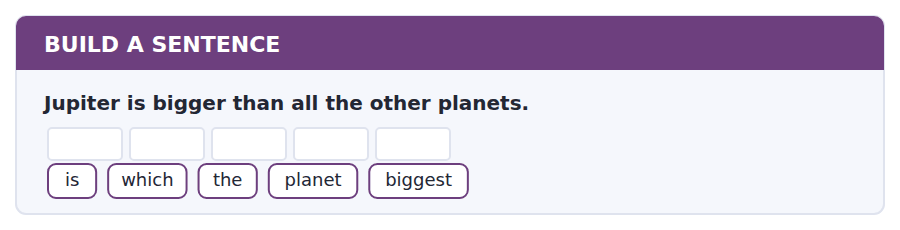 BUILD A SENTENCE
Jupiter is bigger than all the other planets.
is which the planet biggest